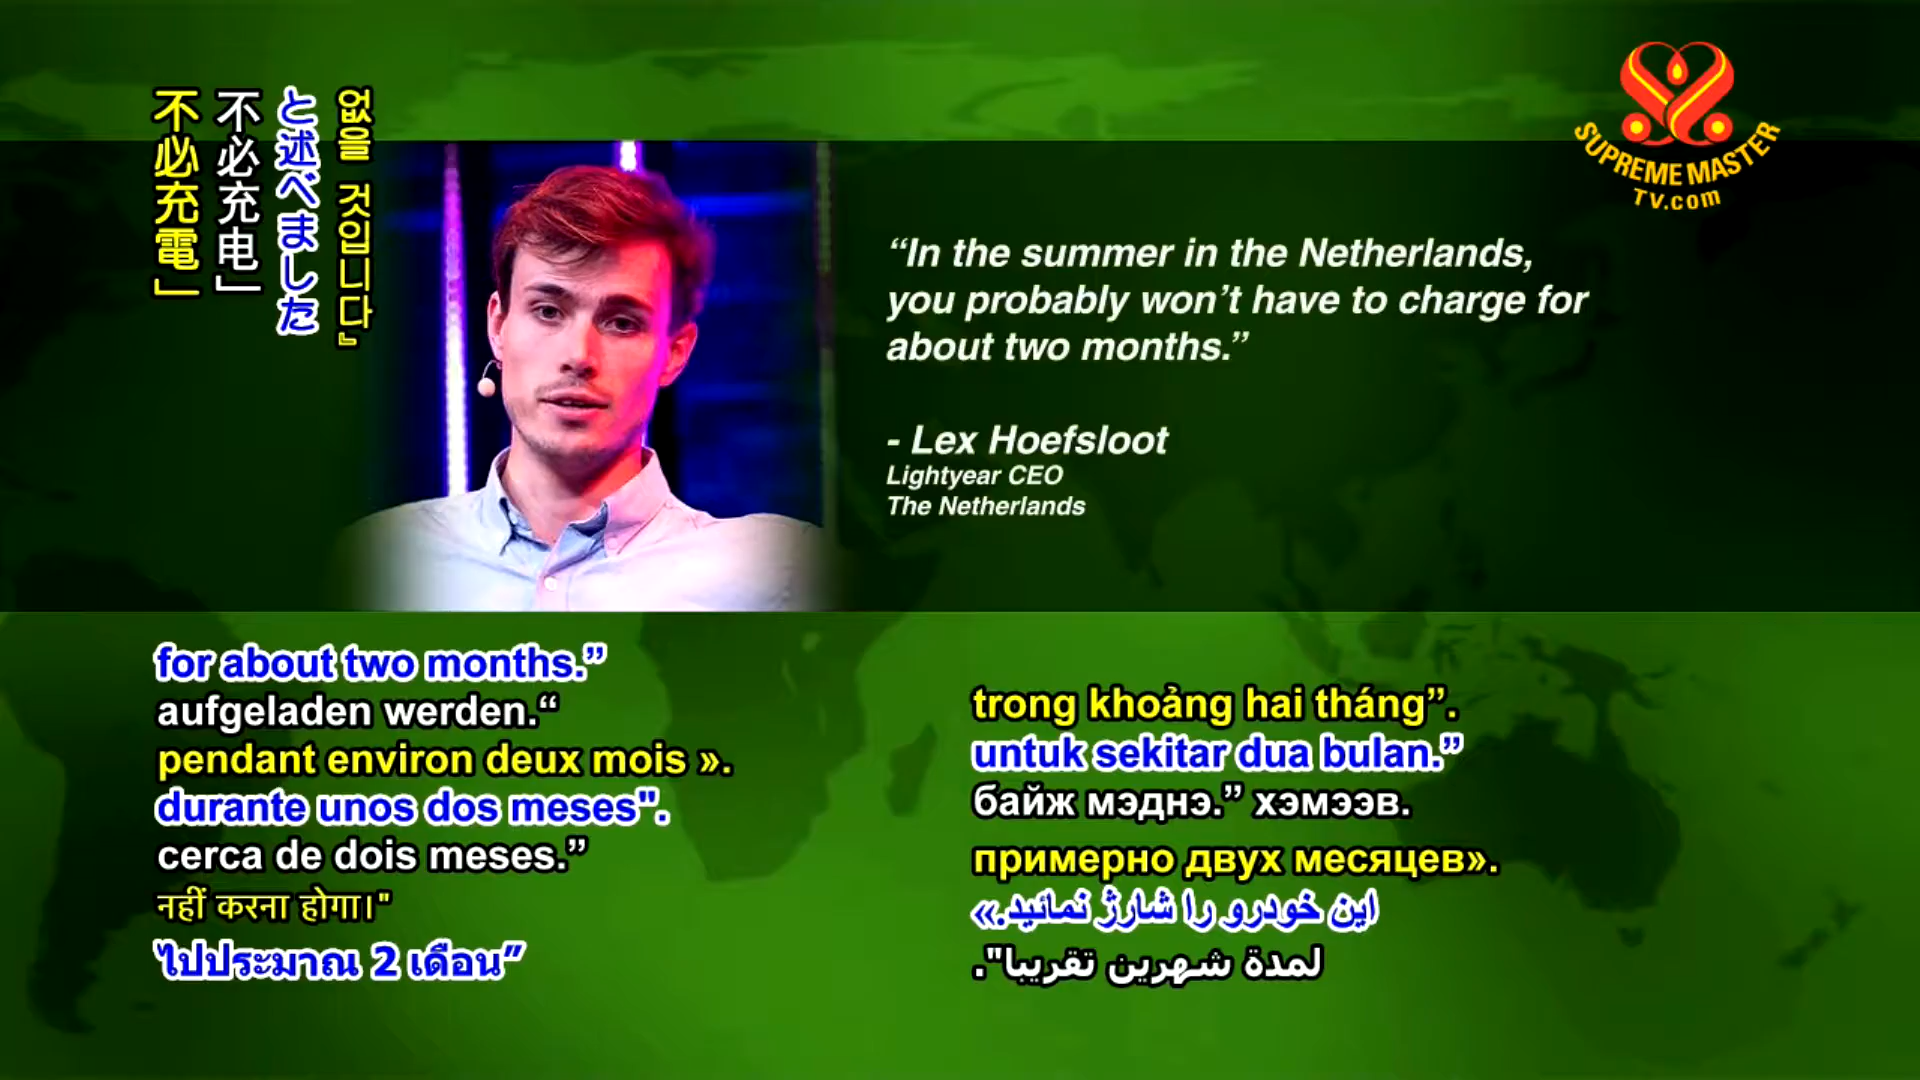 없을 것입니다』
と述べました
不必充电」
不必充電」
SUPREME MASTER
TV.com
“In the summer in the Netherlands,
you probably won’t have to charge for
about two months.”
- Lex Hoefsloot
Lightyear CEO
The Netherlands
for about two months.”
aufgeladen werden.“
pendant environ deux mois ».
durante unos dos meses".
cerca de dois meses.”
नहीं करना होगा।"
ไปประมาณ 2 เดือน”
trong khoảng hai tháng”.
untuk sekitar dua bulan.”
байж мэднэ.” хэмээв.
примерно двух месяцев».
این خودرو را شارژ نمائید.»
لمدة شهرين تقريبا".